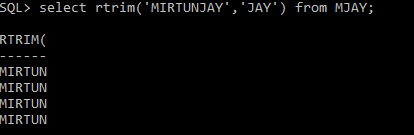 SQL> select rtrim('MIRTUNJAY','JAY') from MJAY;
RTRIM(
------
MIRTUN
MIRTUN
MIRTUN
MIRTUN